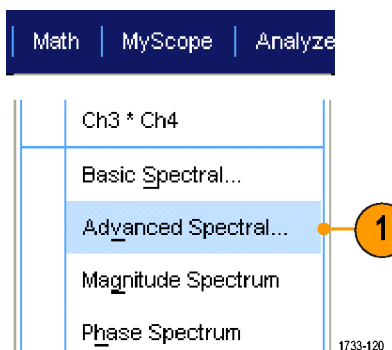 Math | MyScope | Analyze
Ch3 * Ch4
Basic Spectral...
Advanced Spectral...
1
Magnitude Spectrum
Phase Spectrum
1733-120